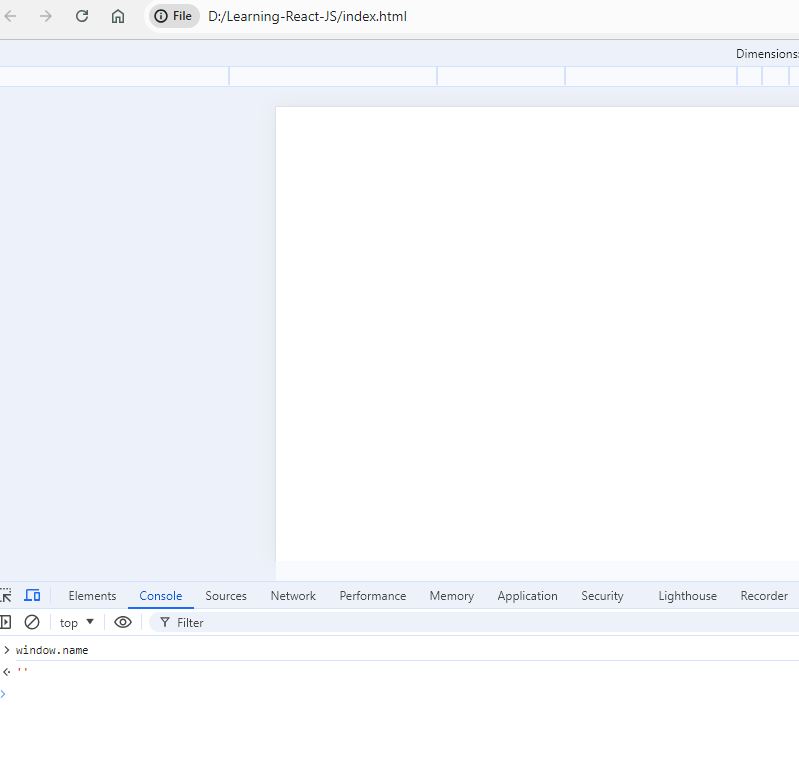 File D:/Learning-React-JS/index.html
Dimensions:
Elements Console Sources Network Performance Memory Application Security Lighthouse Recorder
top Filter
window.name
''